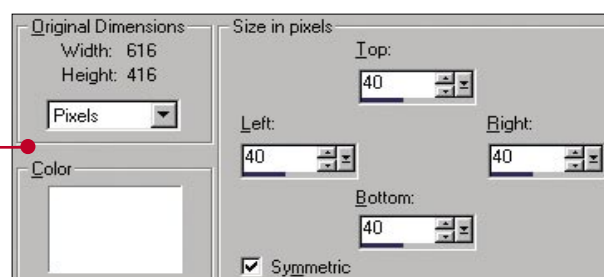 Original Dimensions
Width: 616
Height: 416
Pixels
Color
Size in pixels
Top:
40
Left:
40
Right:
40
Bottom:
40
Symmetric